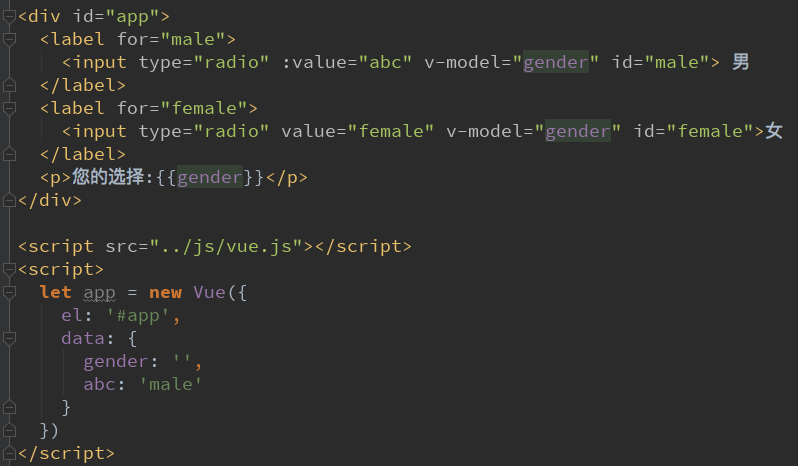 <div id="app">
  <label for="male">
    <input type="radio" :value="abc" v-model="gender" id="male"> 男
  </label>
  <label for="female">
    <input type="radio" value="female" v-model="gender" id="female">女
  </label>
  <p>您的选择:{{gender}}</p>
</div>

<script src="../js/vue.js"></script>
<script>
  let app = new Vue({
    el: '#app',
    data: {
      gender: '',
      abc: 'male'
    }
  })
</script>